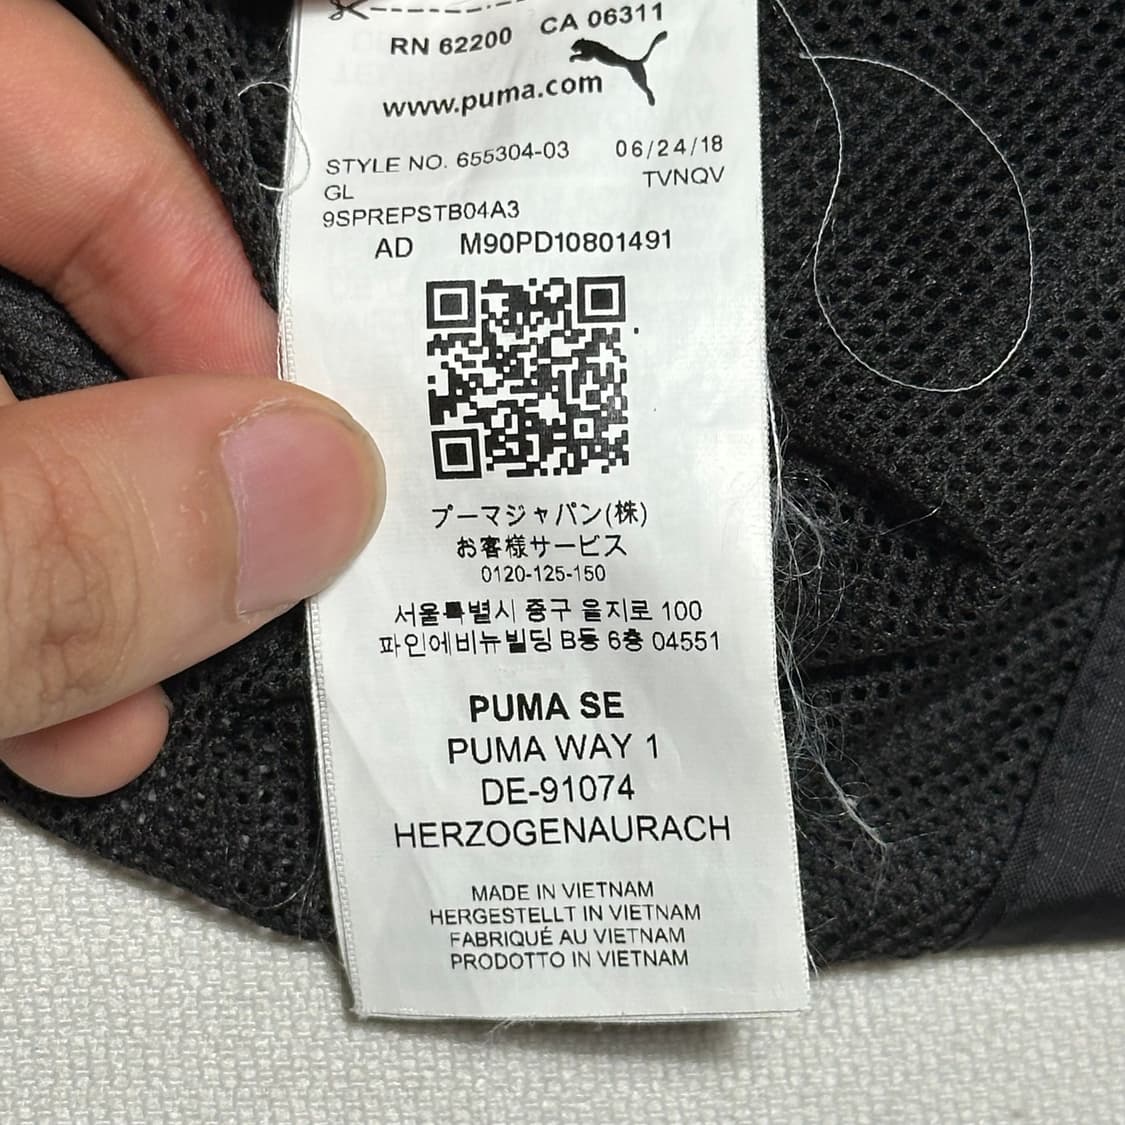 RN 62200 CA 06311
www.puma.com
STYLE NO. 655304-03 06/24/18
GL TVNQV
9SPREPSTB04A3
AD M90PD10801491
プーマジャパン(株)
お客様サービス
0120-125-150
서울특별시 중구 을지로 100
파인에비뉴빌딩 B동 6층 04551
PUMA SE
PUMA WAY 1
DE-91074
HERZOGENAURACH
MADE IN VIETNAM
HERGESTELLT IN VIETNAM
FABRIQUÉ AU VIETNAM
PRODOTTO IN VIETNAM